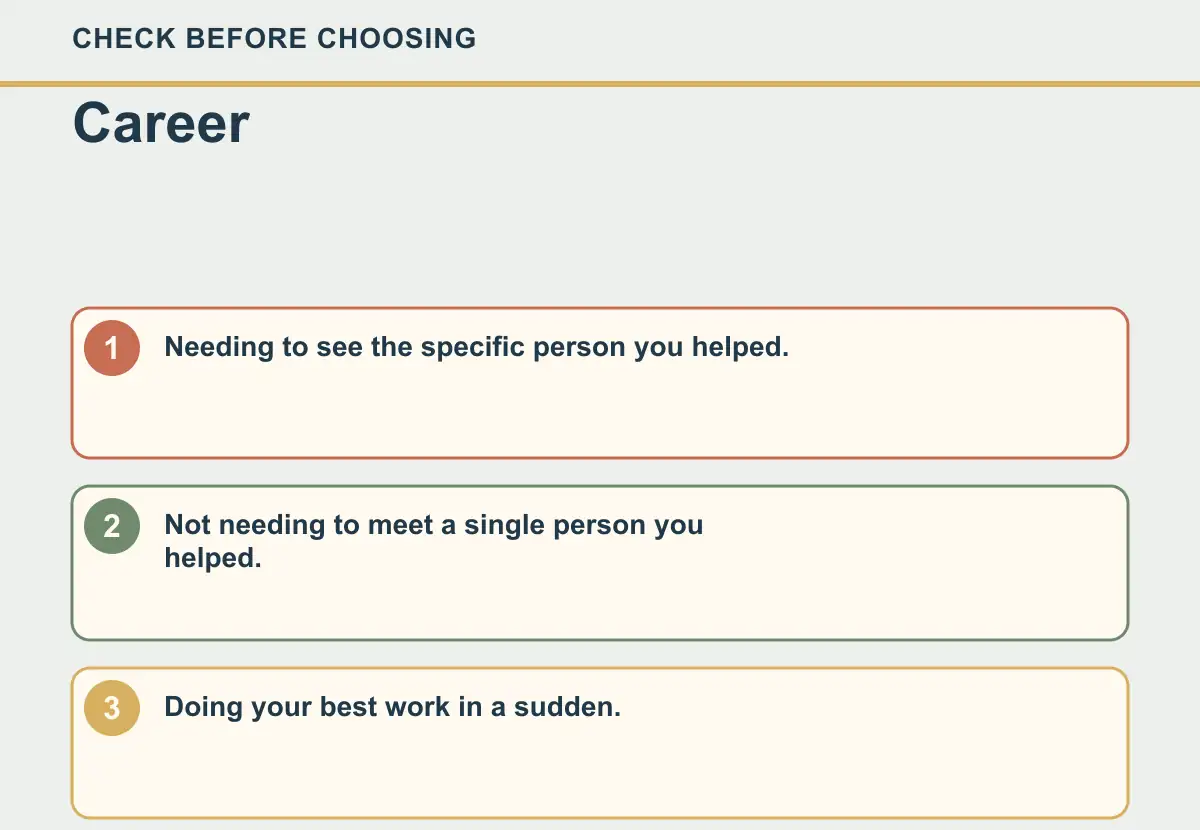 CHECK BEFORE CHOOSING
Career
1
Needing to see the specific person you helped.
2
Not needing to meet a single person you
helped.
3
Doing your best work in a sudden.